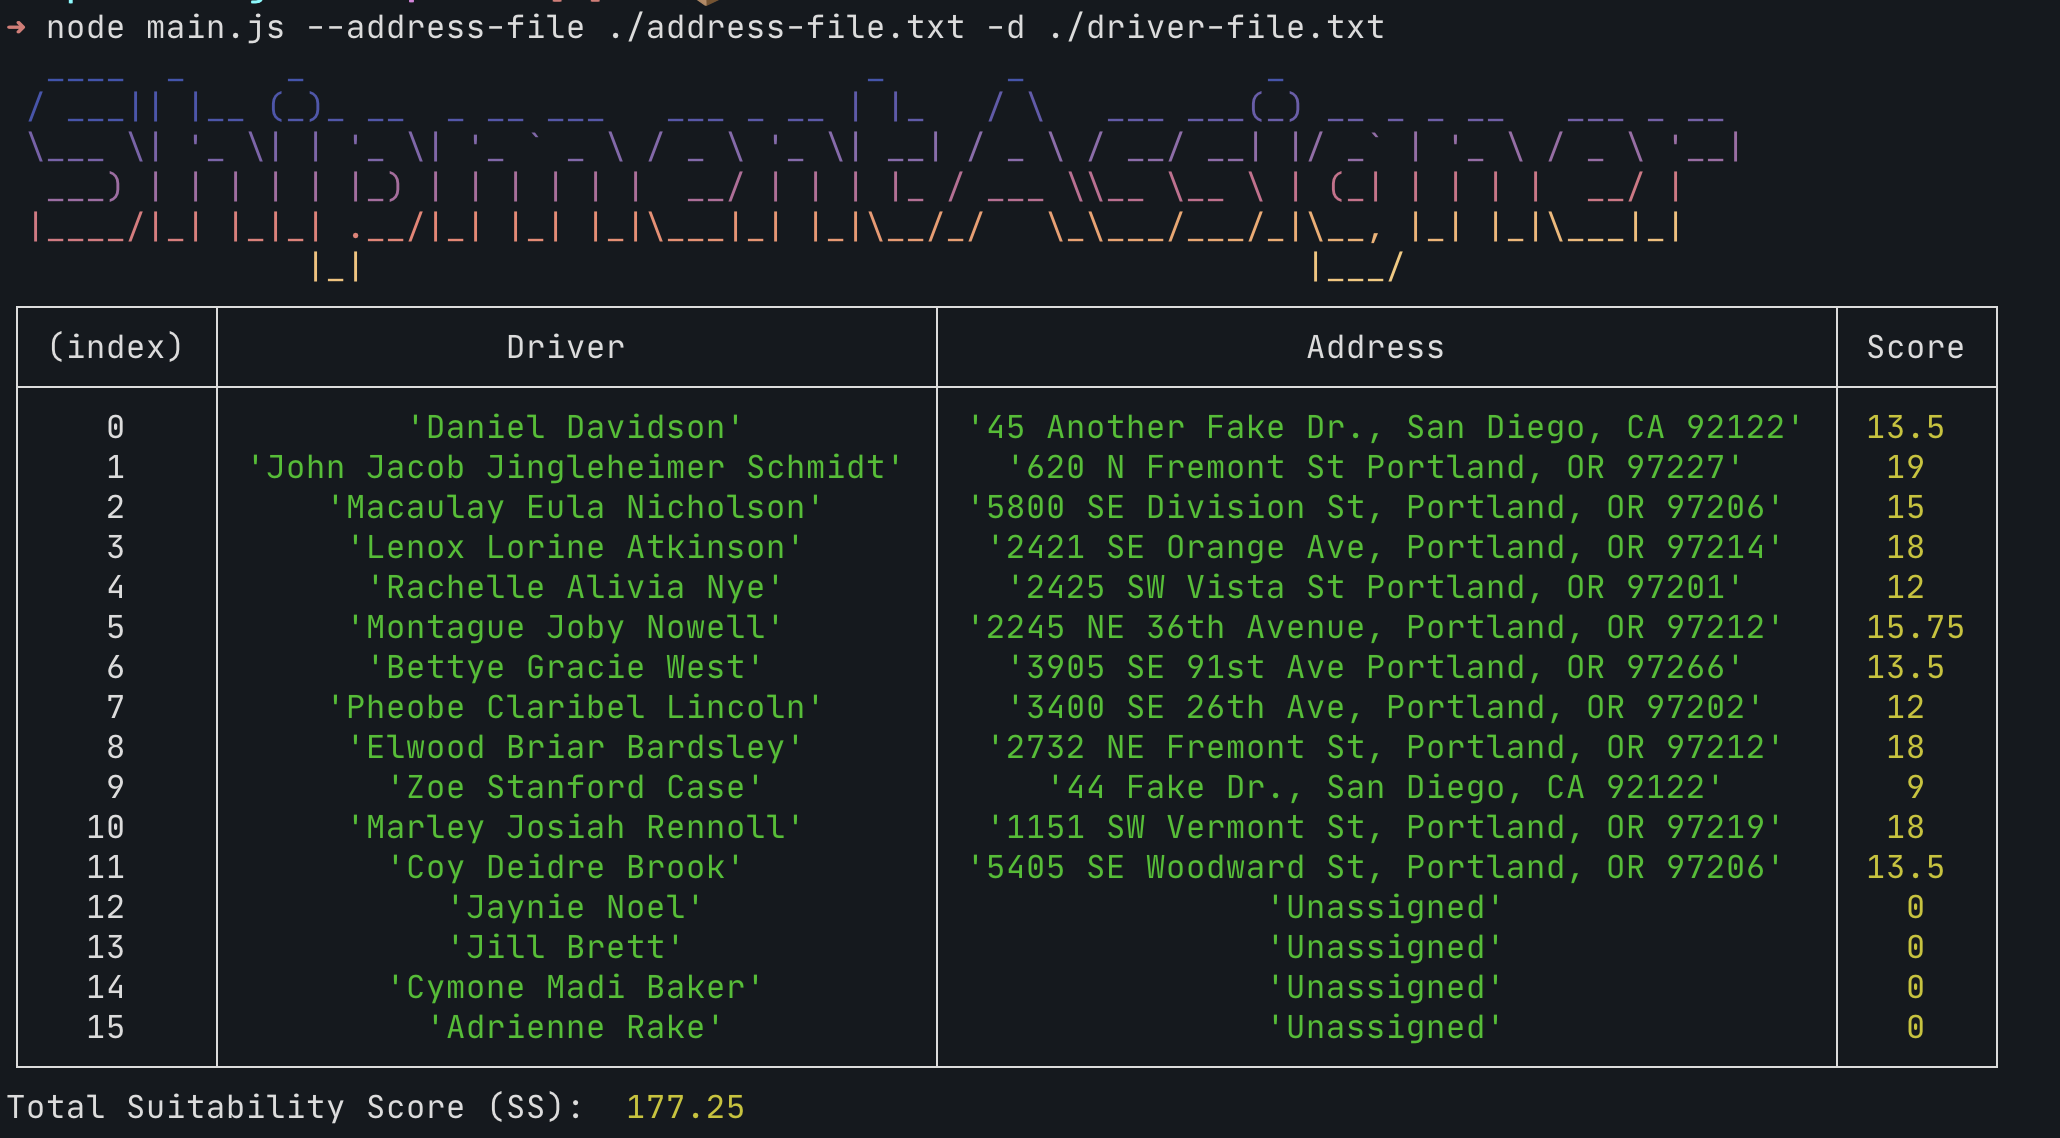 → node main.js --address-file ./address-file.txt -d ./driver-file.txt
ShipmentAssigner
(index) Driver Address Score
0 'Daniel Davidson' '45 Another Fake Dr., San Diego, CA 92122' 13.5
1 'John Jacob Jingleheimer Schmidt' '620 N Fremont St Portland, OR 97227' 19
2 'Macaulay Eula Nicholson' '5800 SE Division St, Portland, OR 97206' 15
3 'Lenox Lorine Atkinson' '2421 SE Orange Ave, Portland, OR 97214' 18
4 'Rachelle Alivia Nye' '2425 SW Vista St Portland, OR 97201' 12
5 'Montague Joby Nowell' '2245 NE 36th Avenue, Portland, OR 97212' 15.75
6 'Bettye Gracie West' '3905 SE 91st Ave Portland, OR 97266' 13.5
7 'Pheobe Claribel Lincoln' '3400 SE 26th Ave, Portland, OR 97202' 12
8 'Elwood Briar Bardsley' '2732 NE Fremont St, Portland, OR 97212' 18
9 'Zoe Stanford Case' '44 Fake Dr., San Diego, CA 92122' 9
10 'Marley Josiah Rennoll' '1151 SW Vermont St, Portland, OR 97219' 18
11 'Coy Deidre Brook' '5405 SE Woodward St, Portland, OR 97206' 13.5
12 'Jaynie Noel' 'Unassigned' 0
13 'Jill Brett' 'Unassigned' 0
14 'Cymone Madi Baker' 'Unassigned' 0
15 'Adrienne Rake' 'Unassigned' 0
Total Suitability Score (SS): 177.25